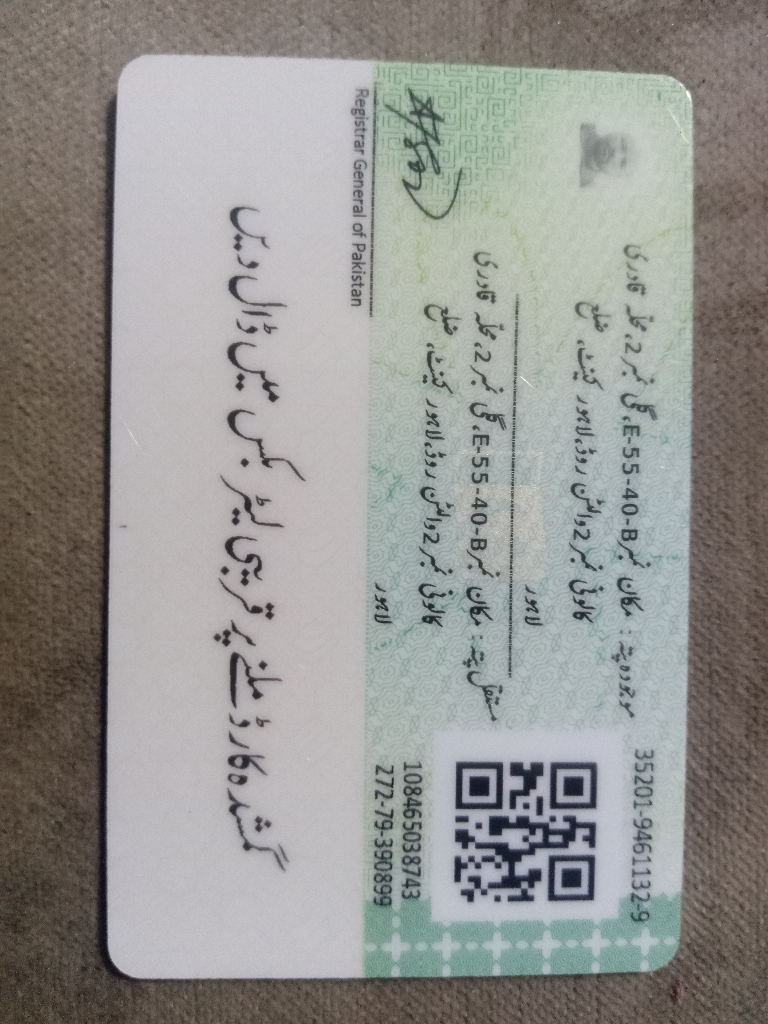 35201-9461132-9
موجودہ پتہ : مکان نمبر E-55-40-B، گلی نمبر 2، محلہ قادری
کالونی نمبر 2 والٹن روڈ، لاہور کینٹ، ضلع
لاہور
مستقل پتہ : مکان نمبر E-55-40-B، گلی نمبر 2، محلہ قادری
کالونی نمبر 2 والٹن روڈ، لاہور کینٹ، ضلع
لاہور
108465038743
272-79-390899
Registrar General of Pakistan
گمشدہ کارڈ ملنے پر قریبی لیٹر بکس میں ڈال دیں